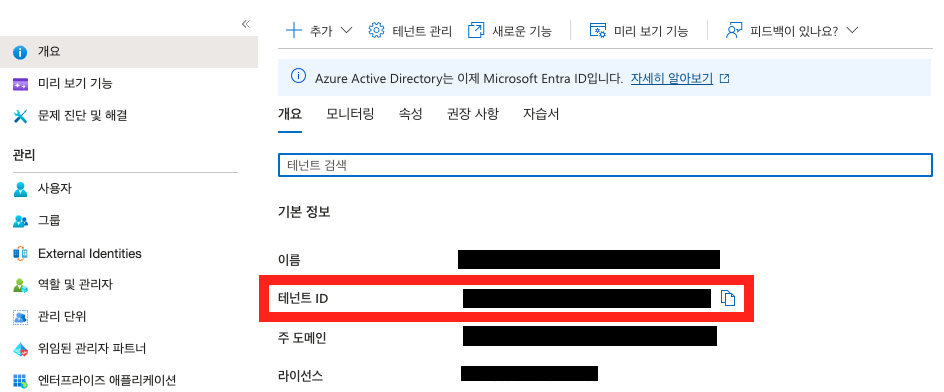 «
개요
미리 보기 기능
문제 진단 및 해결
관리
사용자
그룹
External Identities
역할 및 관리자
관리 단위
위임된 관리자 파트너
엔터프라이즈 애플리케이션
추가 테넌트 관리 새로운 기능 미리 보기 기능 피드백이 있나요?
Azure Active Directory는 이제 Microsoft Entra ID입니다. 자세히 알아보기
개요 모니터링 속성 권장 사항 자습서
테넌트 검색
기본 정보
이름
테넌트 ID
주 도메인
라이선스